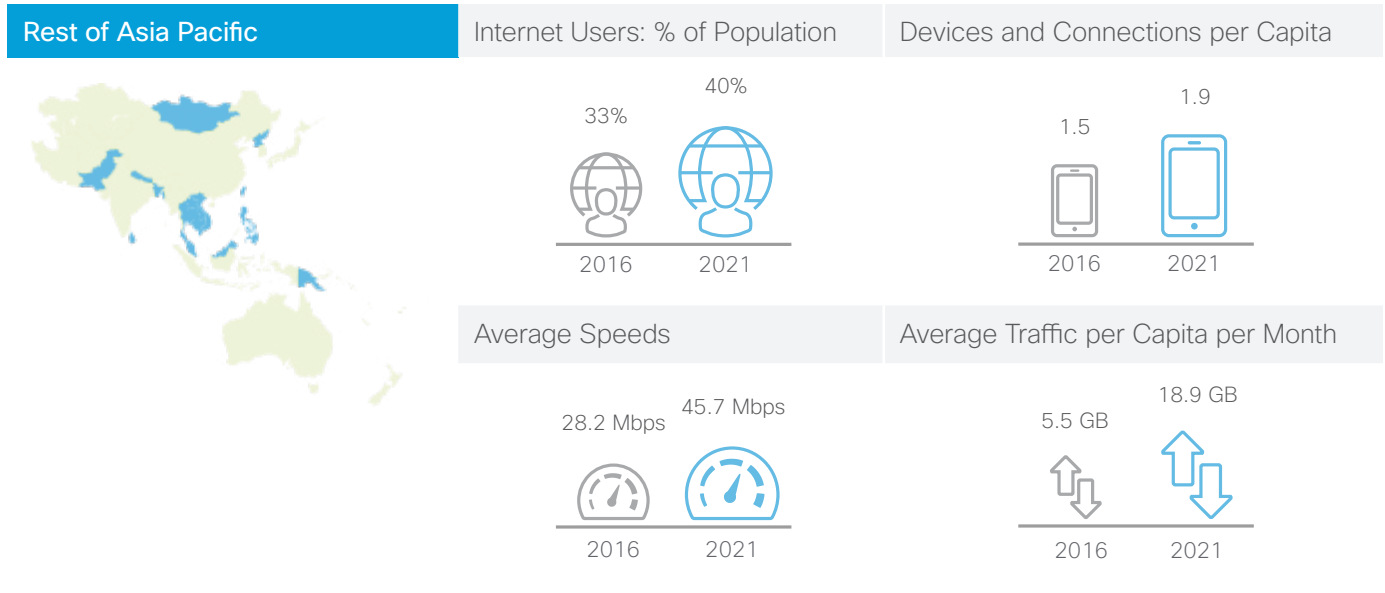 Rest of Asia Pacific
Internet Users: % of Population
33%
40%
2016
2021
Devices and Connections per Capita
1.5
1.9
2016
2021
Average Speeds
28.2 Mbps
45.7 Mbps
2016
2021
Average Traffic per Capita per Month
5.5 GB
18.9 GB
2016
2021